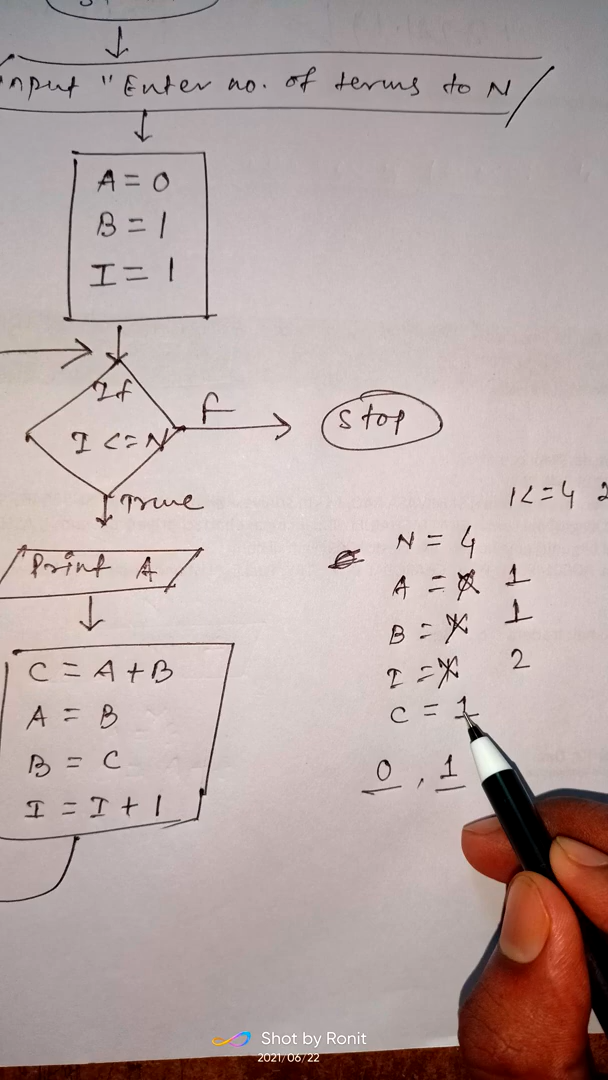 Input "Enter no. of terms to N
A = 0
B = 1
I = 1
If
I <= N
F
Stop
True
Print A
C = A + B
A = B
B = C
I = I + 1
1<=4 2
N = 4
A = 0 1
B = 1 1
I = 1 2
C = 1
0 , 1
Shot by Ronit
2021/06/22